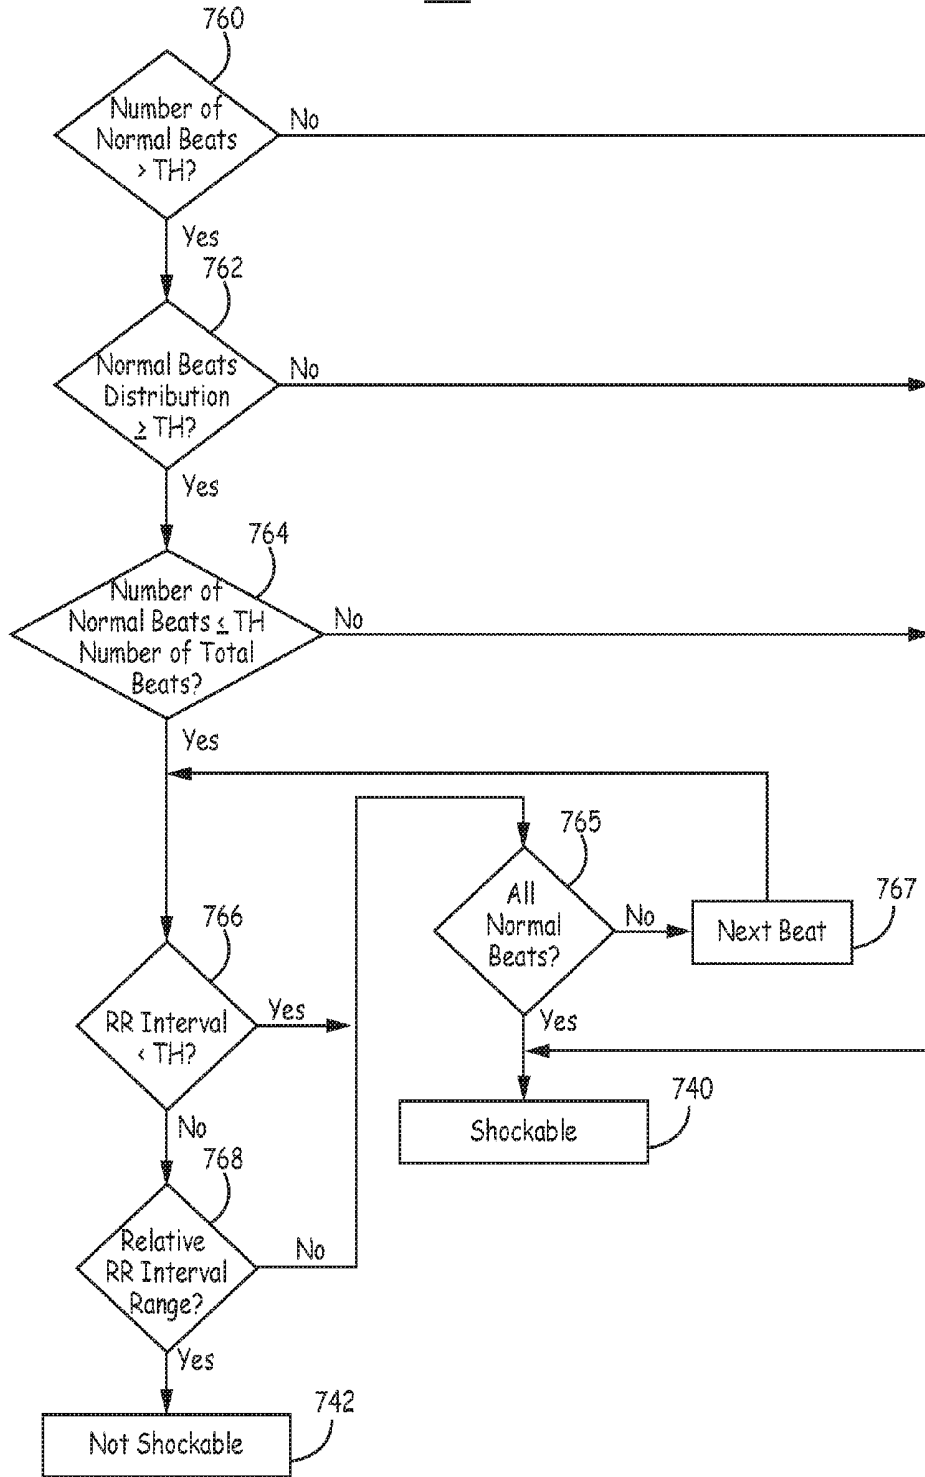 760
Number of
Normal Beats
> TH?
No
Yes
762
Normal Beats
Distribution
≥ TH?
No
Yes
764
Number of
Normal Beats ≤ TH
Number of Total
Beats?
No
Yes
765
All
Normal
Beats?
No
767
Next Beat
Yes
766
RR Interval
< TH?
Yes
No
740
Shockable
768
Relative
RR Interval
Range?
No
Yes
742
Not Shockable